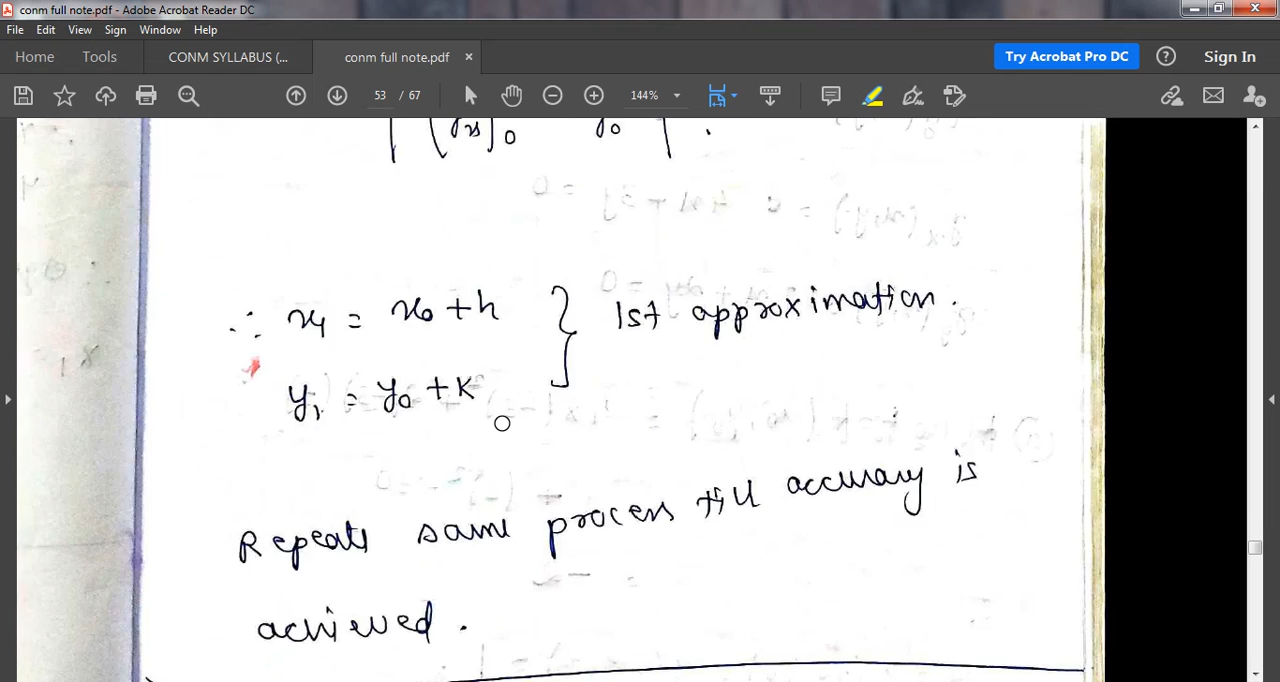 conm full note.pdf - Adobe Acrobat Reader DC
File Edit View Sign Window Help
Home Tools CONM SYLLABUS (... conm full note.pdf × Try Acrobat Pro DC Sign In
53 / 67 144%
∴ x₁ = x₀ + h } 1st approximation.
y₁ = y₀ + K
Repeats same process till accuracy is
achieved.